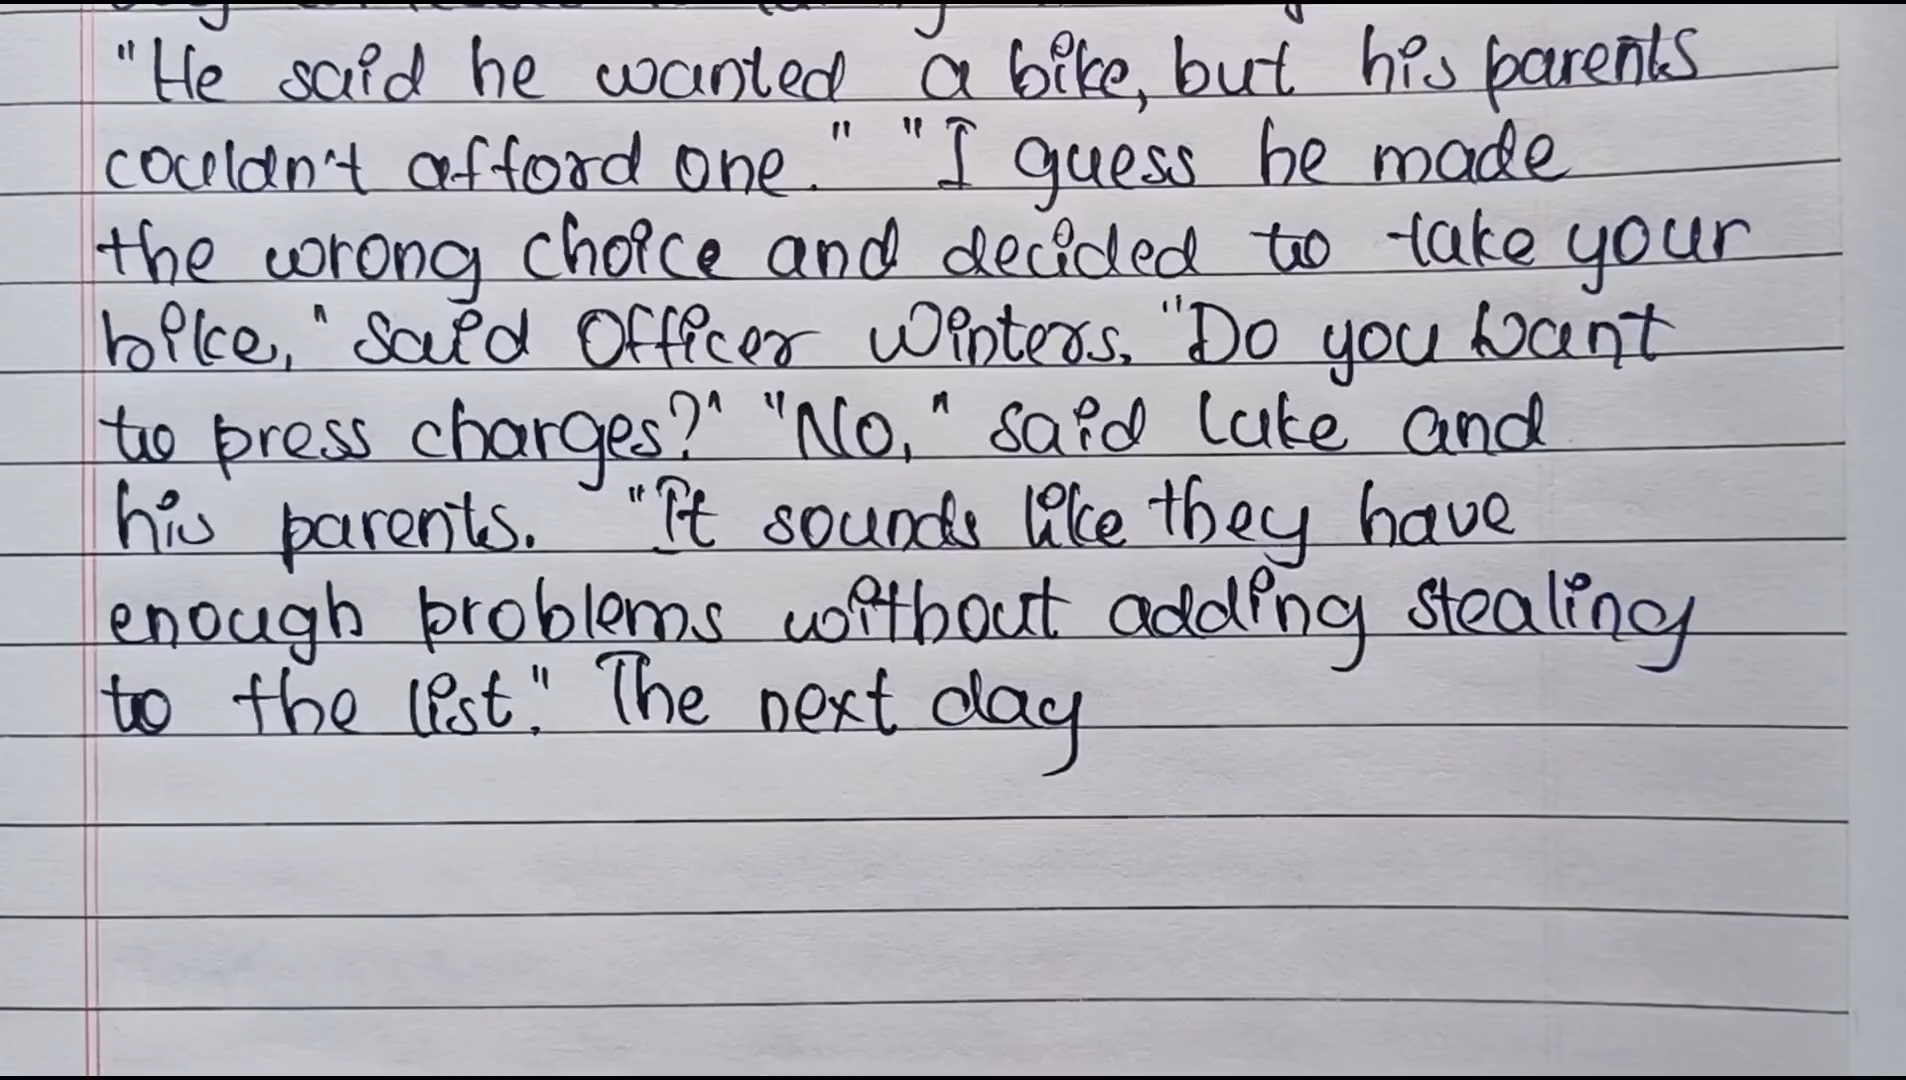 "He said he wanted a bike, but his parents
couldn't afford one." "I guess he made
the wrong choice and decided to take your
bike," said Officer Winters. "Do you want
to press charges?" "No," said Luke and
his parents. "It sounds like they have
enough problems without adding stealing
to the list." The next day